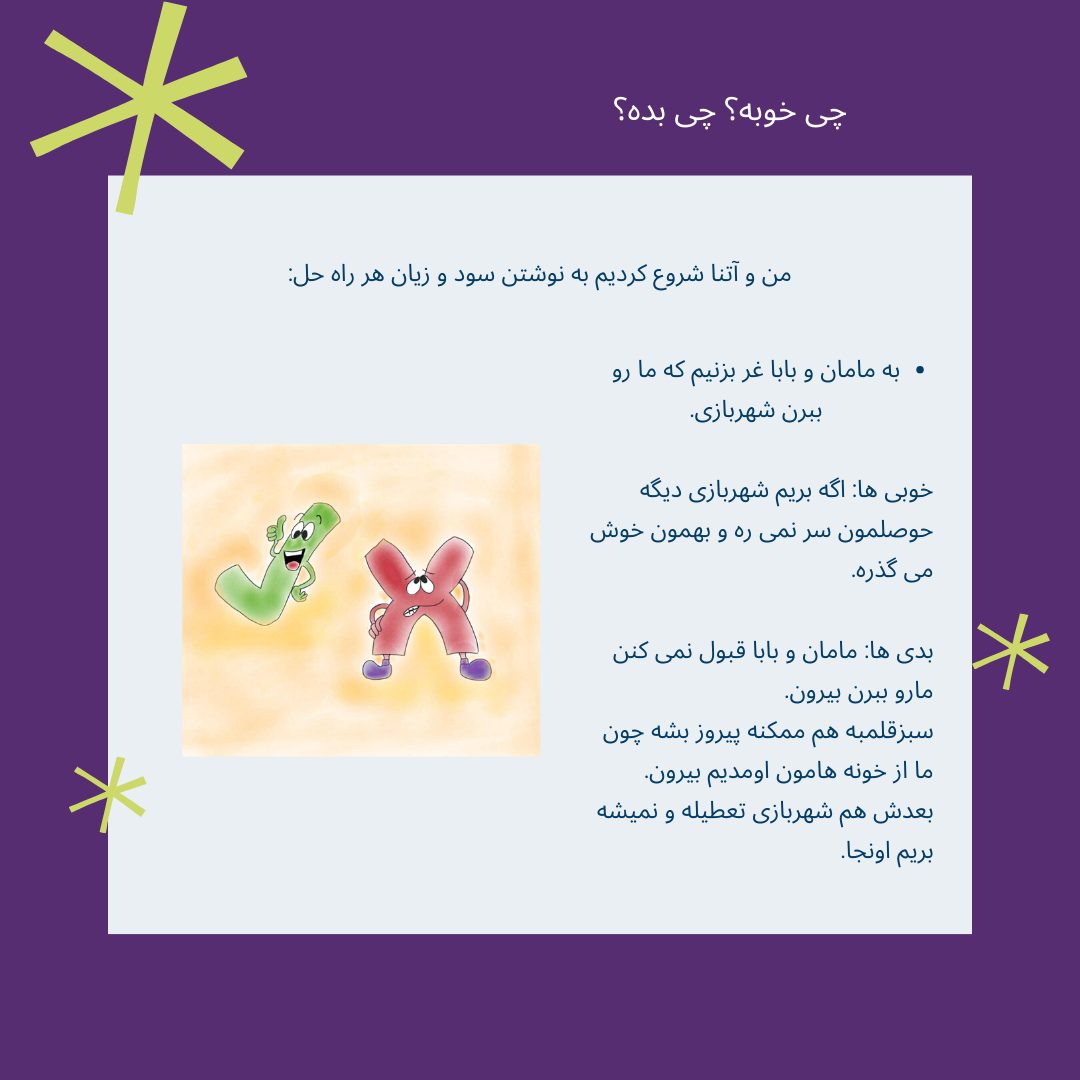 چی خوبه؟ چی بده؟
من و آتنا شروع کردیم به نوشتن سود و زیان هر راه حل:
• به مامان و بابا غر بزنیم که ما رو
ببرن شهربازی.
خوبی ها: اگه بریم شهربازی دیگه
حوصلمون سر نمی ره و بهمون خوش
می گذره.
بدی ها: مامان و بابا قبول نمی کنن
مارو ببرن بیرون.
سبزقلمبه هم ممکنه پیروز بشه چون
ما از خونه هامون اومدیم بیرون.
بعدش هم شهربازی تعطیله و نمیشه
بریم اونجا.